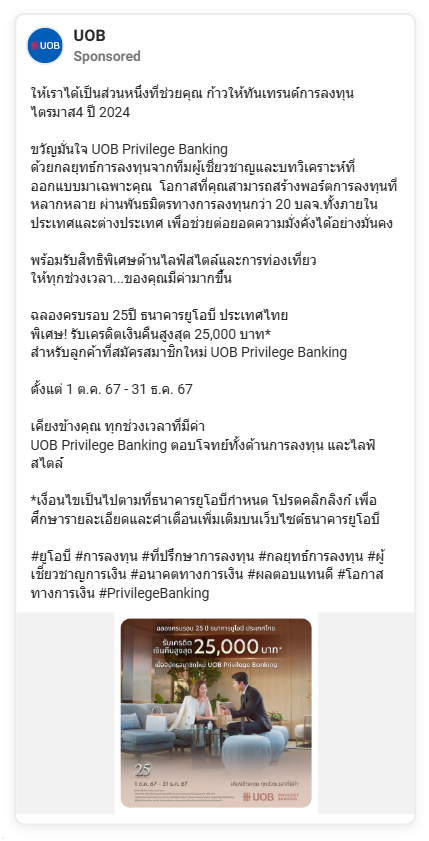 UOB
UOB
Sponsored
ให้เราได้เป็นส่วนหนึ่งที่ช่วยคุณ ก้าวให้ทันเทรนด์การลงทุน
ไตรมาส4 ปี 2024
ขวัญมั่นใจ UOB Privilege Banking
ด้วยกลยุทธ์การลงทุนจากทีมผู้เชี่ยวชาญและบทวิเคราะห์ที่
ออกแบบมาเฉพาะคุณ โอกาสที่คุณสามารถสร้างพอร์ตการลงทุนที่
หลากหลาย ผ่านพันธมิตรทางการลงทุนกว่า 20 บลจ.ทั้งภายใน
ประเทศและต่างประเทศ เพื่อช่วยต่อยอดความมั่งคั่งได้อย่างมั่นคง
พร้อมรับสิทธิพิเศษด้านไลฟ์สไตล์และการท่องเที่ยว
ให้ทุกช่วงเวลา...ของคุณมีค่ามากขึ้น
ฉลองครบรอบ 25ปี ธนาคารยูโอบี ประเทศไทย
พิเศษ! รับเครดิตเงินคืนสูงสุด 25,000 บาท*
สำหรับลูกค้าที่สมัครสมาชิกใหม่ UOB Privilege Banking
ตั้งแต่ 1 ต.ค. 67 - 31 ธ.ค. 67
เคียงข้างคุณ ทุกช่วงเวลาที่มีค่า
UOB Privilege Banking ตอบโจทย์ทั้งด้านการลงทุน และไลฟ์
สไตล์
*เงื่อนไขเป็นไปตามที่ธนาคารยูโอบีกำหนด โปรดคลิกลิงก์ เพื่อ
ศึกษารายละเอียดและคำเตือนเพิ่มเติมบนเว็บไซต์ธนาคารยูโอบี
#ยูโอบี #การลงทุน #ที่ปรึกษาการลงทุน #กลยุทธ์การลงทุน #ผู้
เชี่ยวชาญการเงิน #อนาคตทางการเงิน #ผลตอบแทนดี #โอกาส
ทางการเงิน #PrivilegeBanking
ฉลองครบรอบ 25 ปี ธนาคารยูโอบี ประเทศไทย
รับเครดิต
เงินคืนสูงสุด 25,000 บาท*
เมื่อสมัครสมาชิกใหม่ UOB Privilege Banking
25
1 ต.ค. 67 - 31 ธ.ค. 67
เคียงข้างคุณ ทุกช่วงเวลาที่มีค่า
UOB PRIVILEGE BANKING